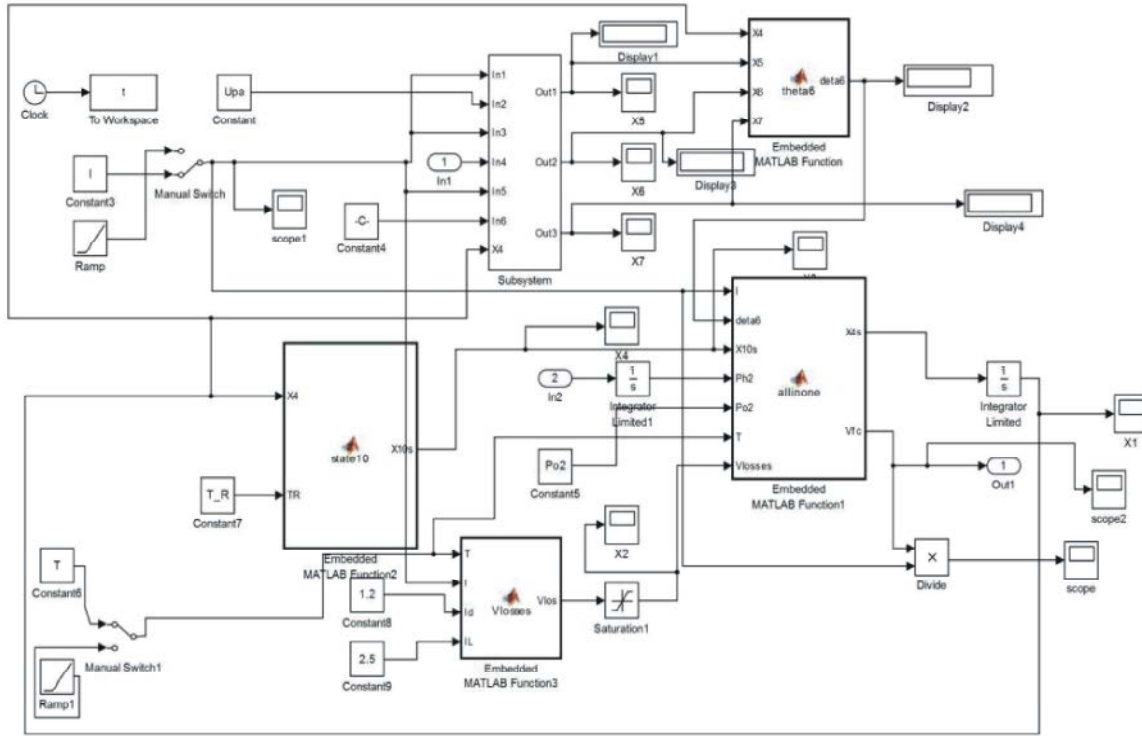 Clock
t
To Workspace
Upa
Constant
I
Constant3
Manual Switch
Ramp
scope1
1
In1
-C-
Constant4
In1
In2
In3
In4
In5
In6
X4
Out1
Out2
Out3
Subsystem
Display1
X5
X6
Display3
X7
X4
X5
X6
X7
theta6
deta6
Embedded
MATLAB Function
Display2
Display4
X4
TR
state10
X10s
Embedded
MATLAB Function2
T_R
Constant7
X4
2
In2
1
s
Integrator
Limited1
Po2
Constant5
I
deta6
X10s
Ph2
Po2
T
Vlosses
allinone
X4s
Vfc
Embedded
MATLAB Function1
1
s
Integrator
Limited
X1
1
Out1
scope2
X
Divide
scope
T
Constant6
Manual Switch1
Ramp1
1.2
Constant8
2.5
Constant9
T
I
Id
IL
Vlosses
Vlos
Embedded
MATLAB Function3
Saturation1
X2